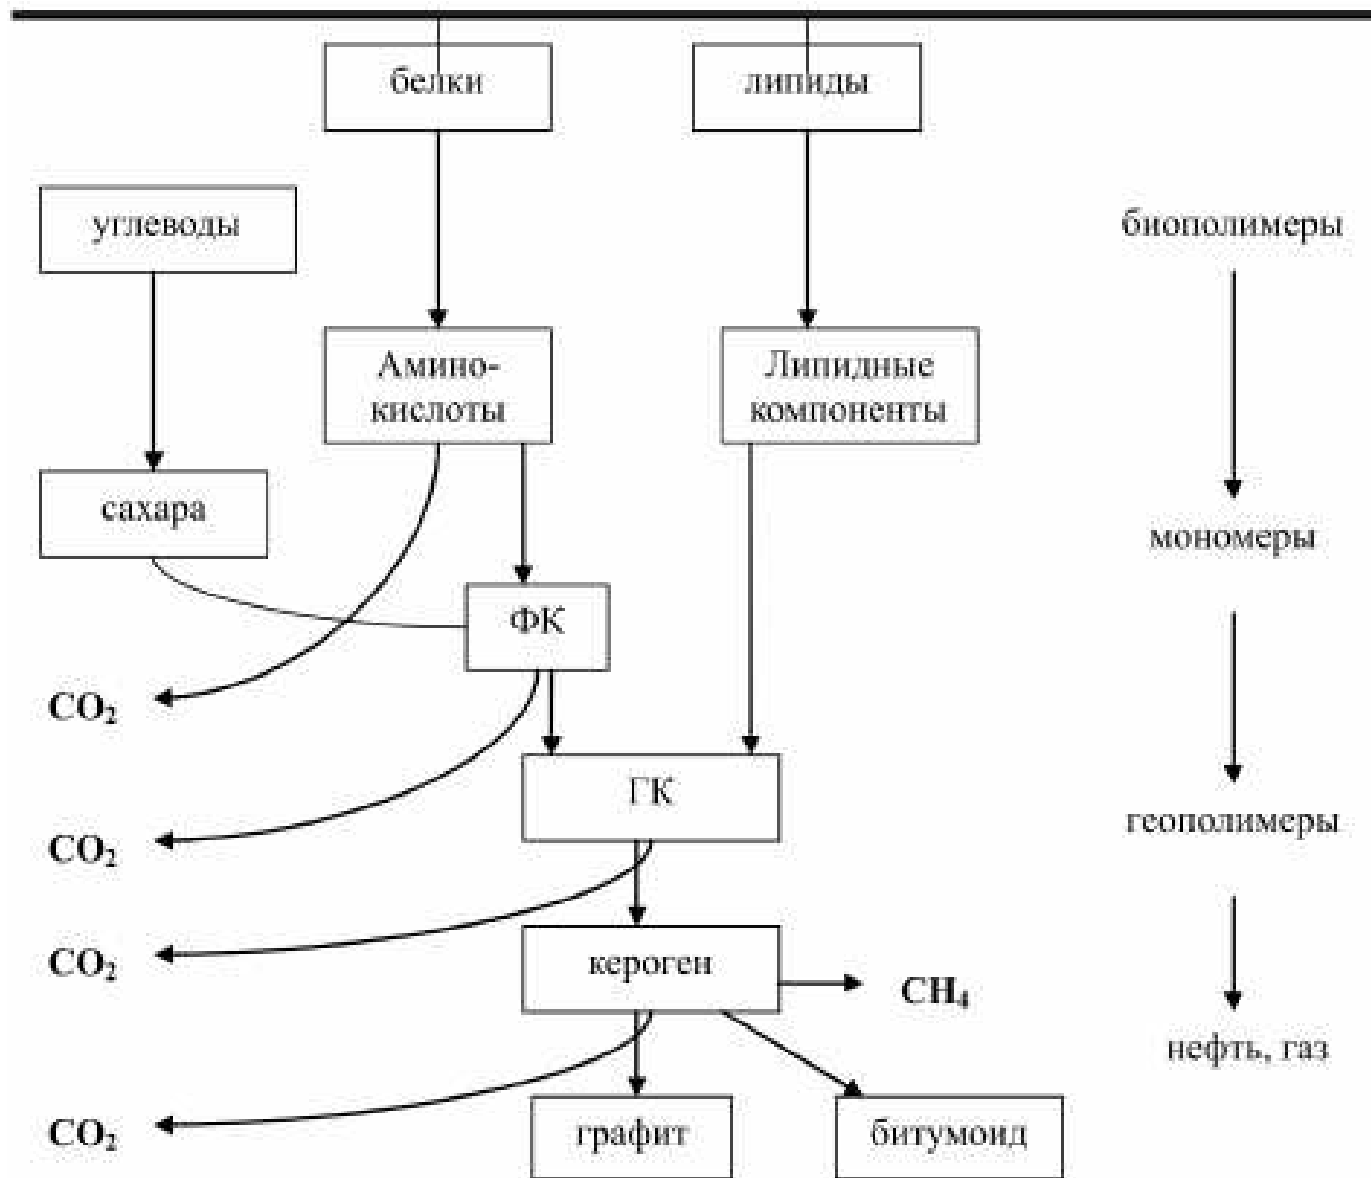 белки
липиды
углеводы
биополимеры
Амино-
кислоты
Липидные
компоненты
сахара
мономеры
ФК
CO₂
ГК
геополимеры
CO₂
CO₂
кероген
CH₄
нефть, газ
CO₂
графит
битумоид